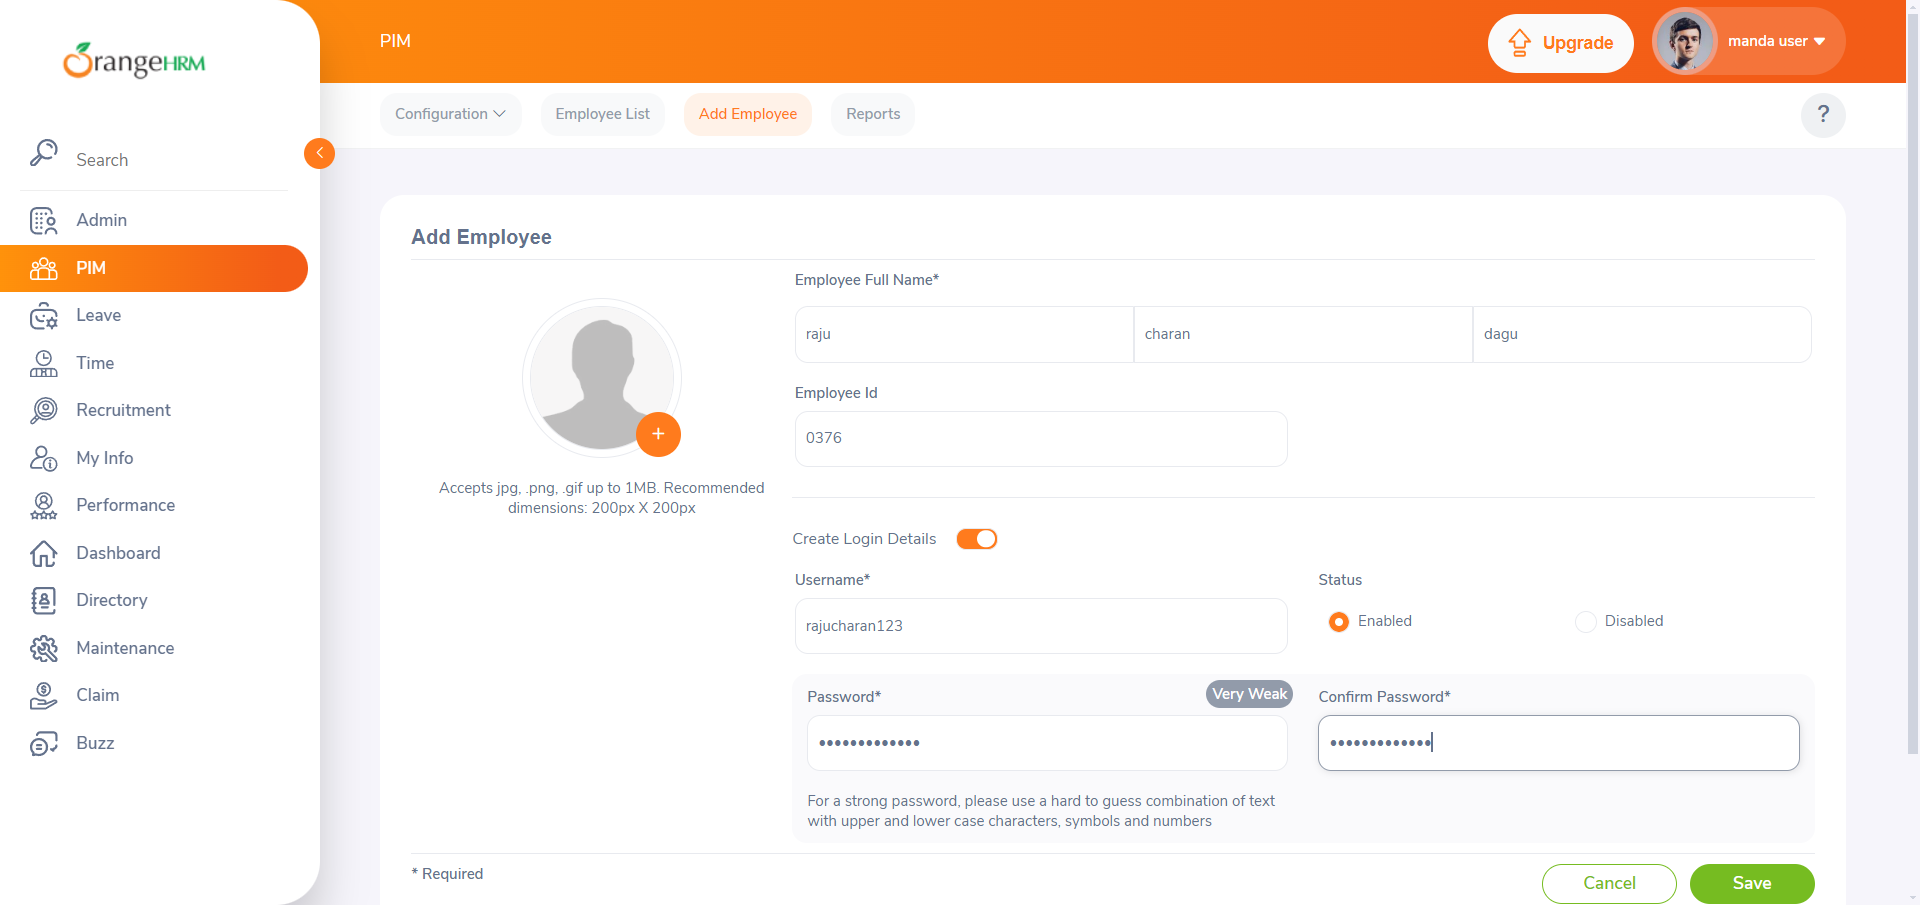 OrangeHRM
PIM
Upgrade
manda user
Configuration
Employee List
Add Employee
Reports
?
Search
Admin
PIM
Leave
Time
Recruitment
My Info
Performance
Dashboard
Directory
Maintenance
Claim
Buzz
Add Employee
Accepts jpg, .png, .gif up to 1MB. Recommended
dimensions: 200px X 200px
Employee Full Name*
raju
charan
dagu
Employee Id
0376
Create Login Details
Username*
rajucharan123
Status
Enabled
Disabled
Password*
Very Weak
•••••••••••••
Confirm Password*
•••••••••••••
For a strong password, please use a hard to guess combination of text
with upper and lower case characters, symbols and numbers
* Required
Cancel
Save